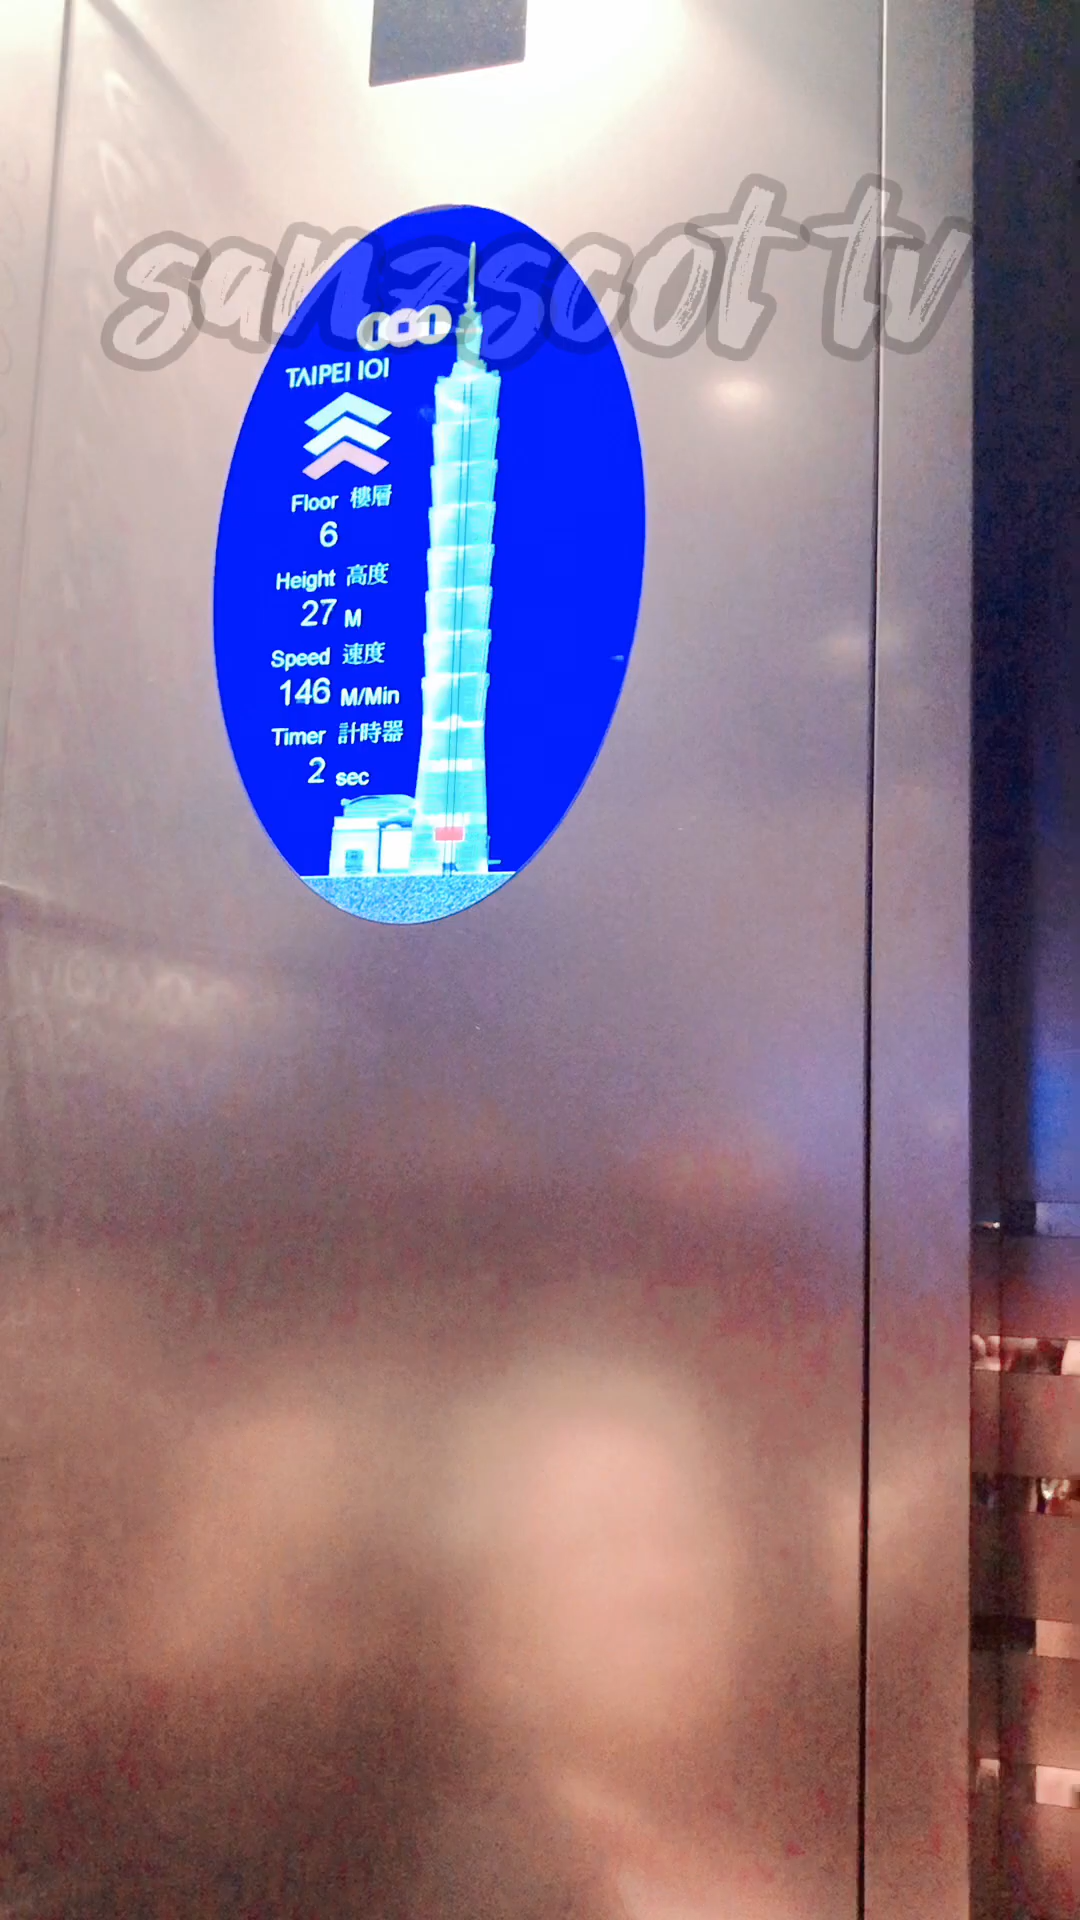 sanzscot tv
TAIPEI 101
Floor 樓層
6
Height 高度
27 M
Speed 速度
146 M/Min
Timer 計時器
2 sec